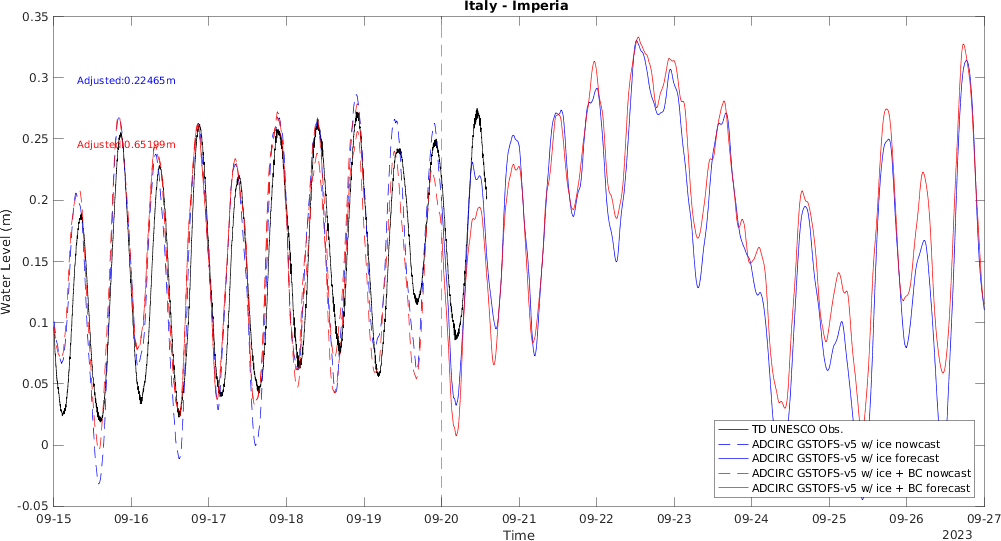 Italy - Imperia
0.35
0.3
0.25
0.2
0.15
0.1
0.05
0
-0.05
Water Level (m)
Adjusted:0.22465m
Adjusted:0.65199m
TD UNESCO Obs.
ADCIRC GSTOFS-v5 w/ ice nowcast
ADCIRC GSTOFS-v5 w/ ice forecast
ADCIRC GSTOFS-v5 w/ ice + BC nowcast
ADCIRC GSTOFS-v5 w/ ice + BC forecast
09-15 09-16 09-17 09-18 09-19 09-20 09-21 09-22 09-23 09-24 09-25 09-26 09-27
Time
2023